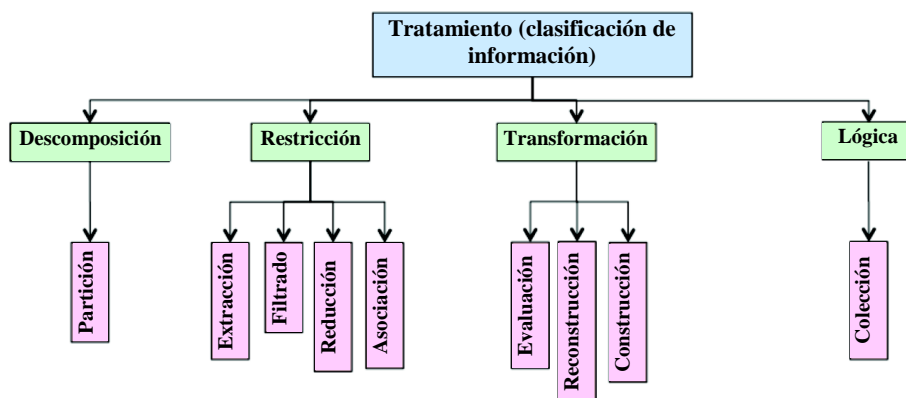 Tratamiento (clasificación de
información)
Descomposición
Restricción
Transformación
Lógica
Partición
Extracción
Filtrado
Reducción
Asociación
Evaluación
Reconstrucción
Construcción
Colección